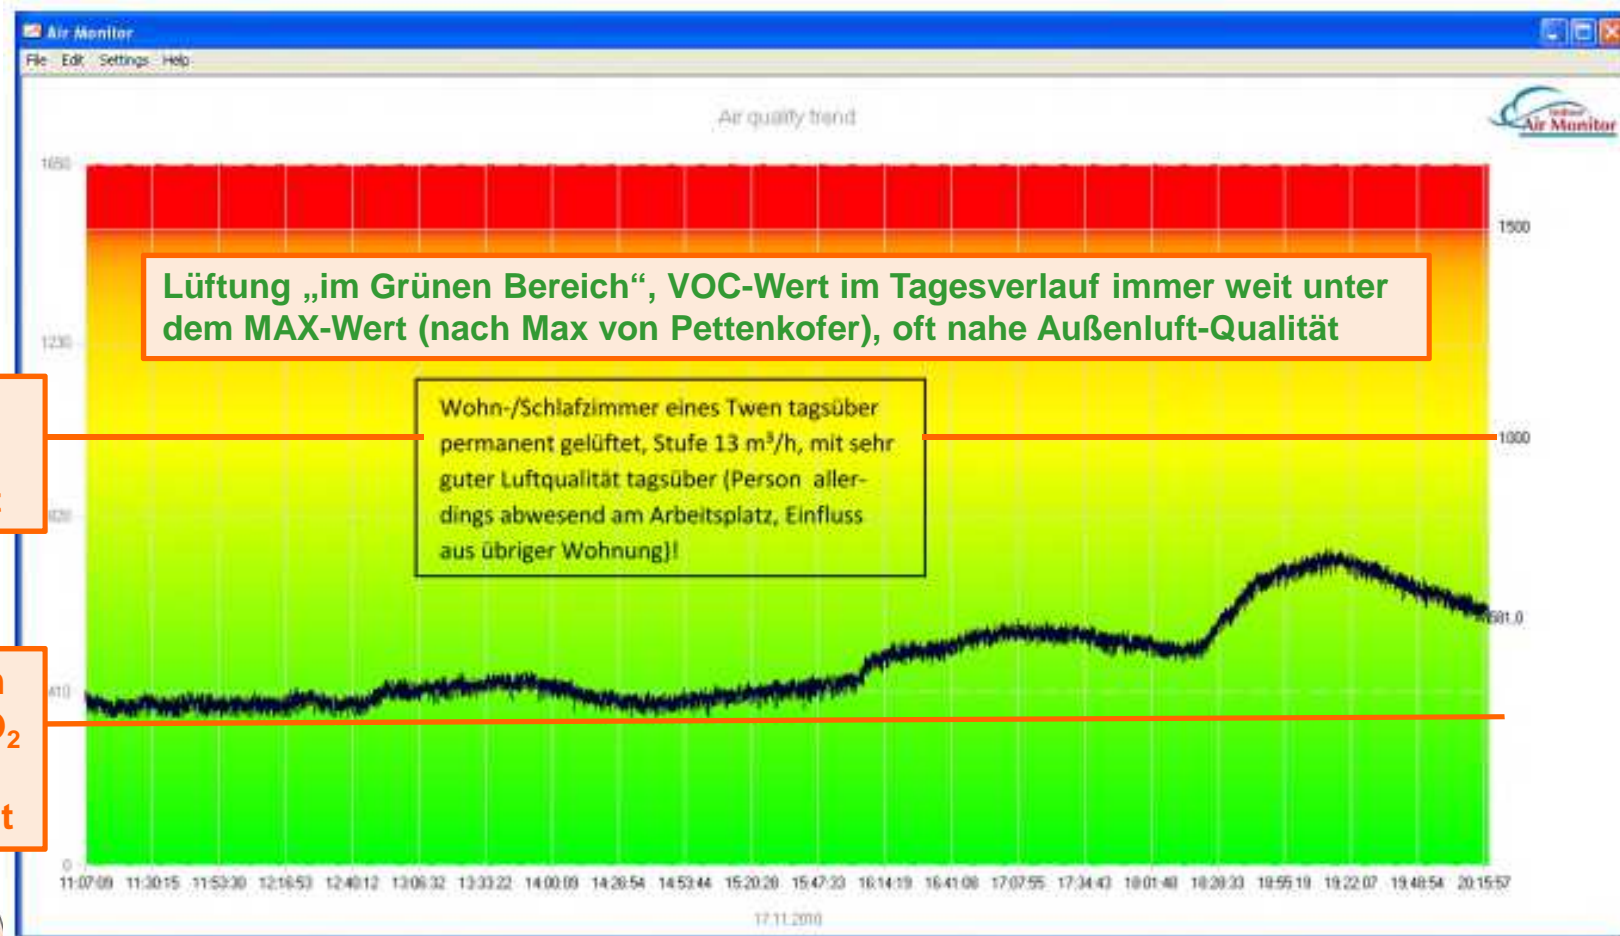 Air Monitor
File Edit Settings Help
Air quality trend
Air Monitor
1650
1500
Lüftung „im Grünen Bereich“, VOC-Wert im Tagesverlauf immer weit unter
dem MAX-Wert (nach Max von Pettenkofer), oft nahe Außenluft-Qualität
1230
Wohn-/Schlafzimmer eines Twen tagsüber
permanent gelüftet, Stufe 13 m³/h, mit sehr
guter Luftqualität tagsüber (Person aller-
dings abwesend am Arbeitsplatz, Einfluss
aus übriger Wohnung)!
1000
820
581,0
410
0
11:07:09 11:30:15 11:53:30 12:16:53 12:40:12 13:06:32 13:33:22 14:00:09 14:26:54 14:53:44 15:20:28 15:47:33 16:14:19 16:41:08 17:07:55 17:34:43 18:01:48 18:28:33 18:55:19 19:22:07 19:48:54 20:15:57
17.11.2010